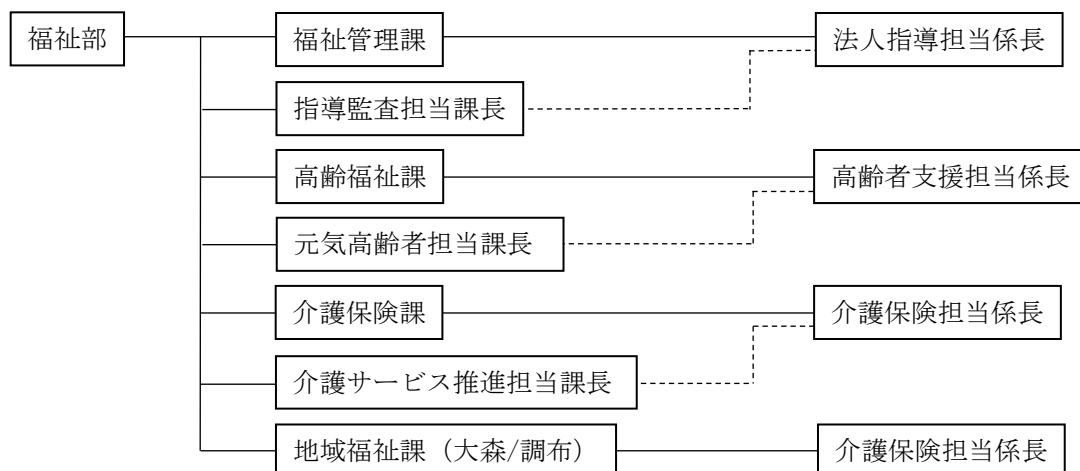 福祉部
福祉管理課
法人指導担当係長
指導監査担当課長
高齢福祉課
高齢者支援担当係長
元気高齢者担当課長
介護保険課
介護保険担当係長
介護サービス推進担当課長
地域福祉課（大森/調布）
介護保険担当係長